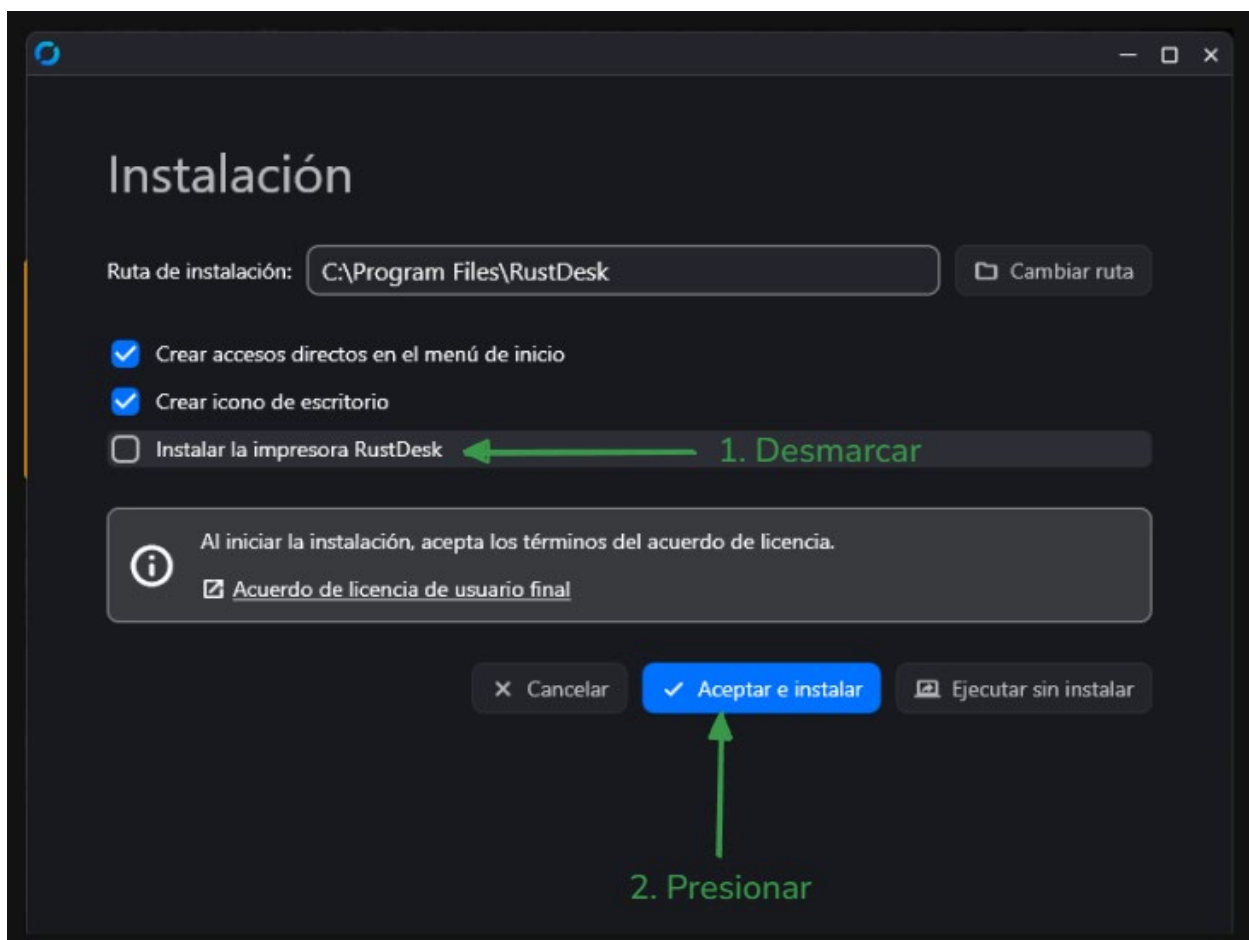 Instalación
Ruta de instalación: C:\Program Files\RustDesk Cambiar ruta
Crear accesos directos en el menú de inicio
Crear icono de escritorio
Instalar la impresora RustDesk 1. Desmarcar
Al iniciar la instalación, acepta los términos del acuerdo de licencia.
Acuerdo de licencia de usuario final
Cancelar Aceptar e instalar Ejecutar sin instalar
2. Presionar